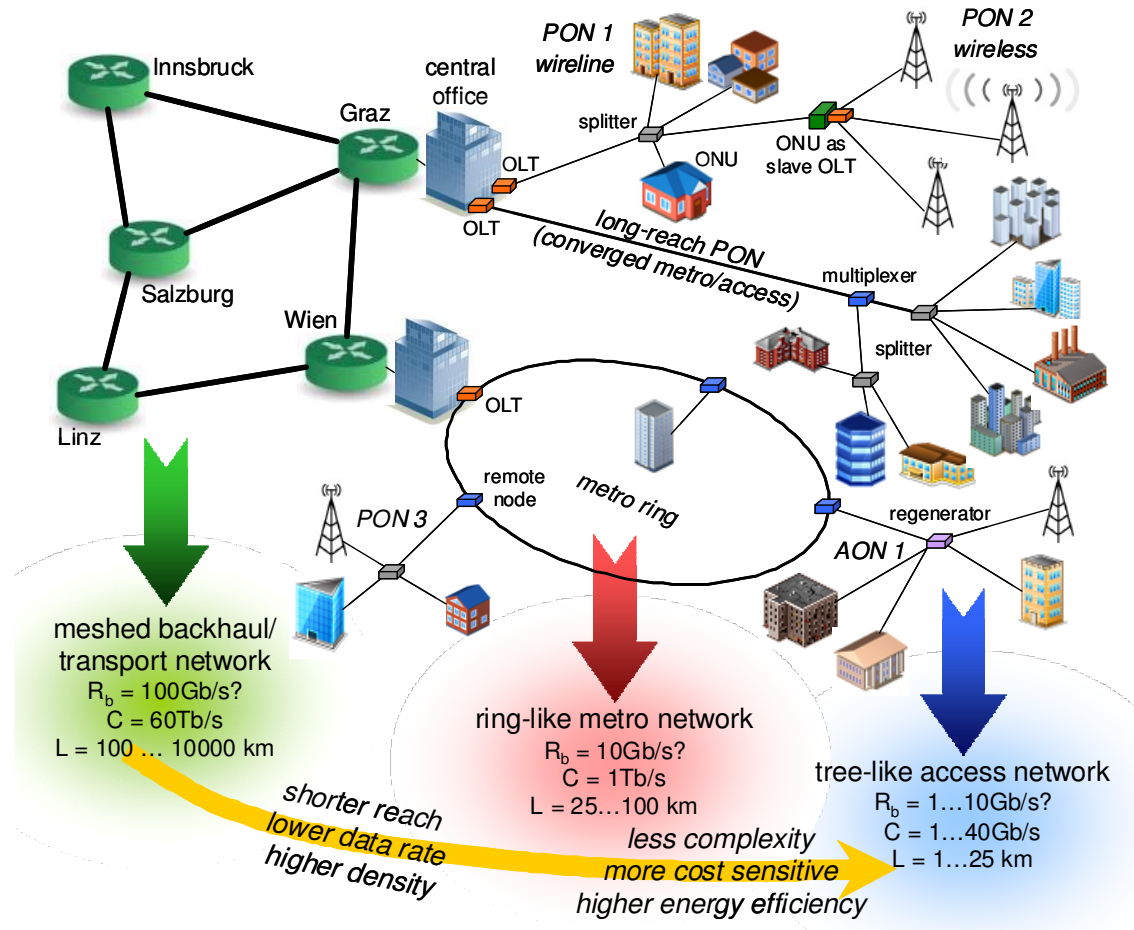 PON 1
wireline
PON 2
wireless
Innsbruck
central
office
Graz
splitter
OLT
ONU
ONU as
slave OLT
OLT
long-reach PON
(converged metro/access)
multiplexer
Salzburg
splitter
Wien
OLT
Linz
remote
node
metro ring
PON 3
regenerator
AON 1
meshed backhaul/
transport network
R_b = 100Gb/s?
C = 60Tb/s
L = 100 … 10000 km
ring-like metro network
R_b = 10Gb/s?
C = 1Tb/s
L = 25…100 km
tree-like access network
R_b = 1…10Gb/s?
C = 1…40Gb/s
L = 1…25 km
shorter reach
lower data rate
higher density
less complexity
more cost sensitive
higher energy efficiency